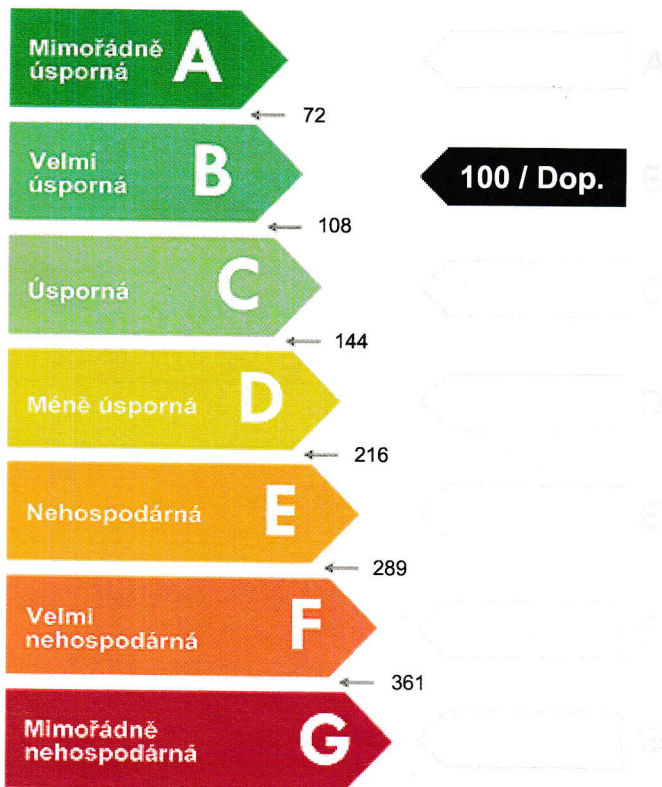 Mimořádně
úsporná A
72
Velmi
úsporná B
100 / Dop.
108
Úsporná C
144
Méně úsporná D
216
Nehospodárná E
289
Velmi
nehospodárná F
361
Mimořádně
nehospodárná G